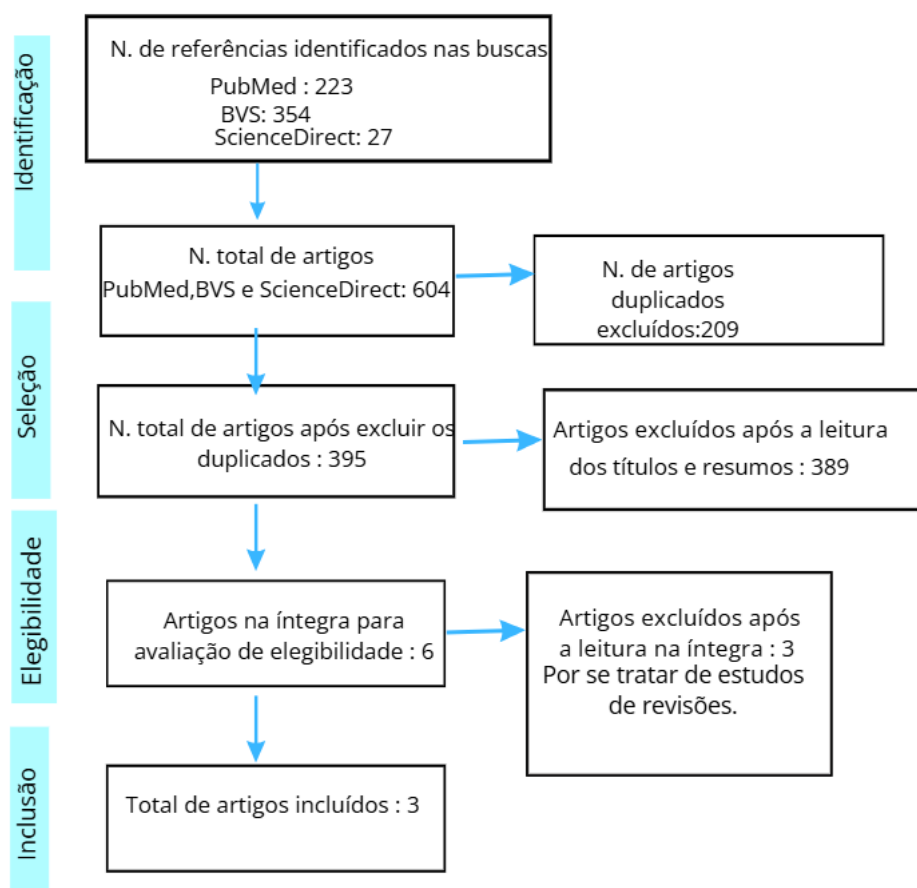 Identificação
N. de referências identificados nas buscas
PubMed : 223
BVS: 354
ScienceDirect: 27
N. total de artigos
PubMed,BVS e ScienceDirect: 604
N. de artigos
duplicados
excluídos:209
Seleção
N. total de artigos após excluir os
duplicados : 395
Artigos excluídos após a leitura
dos títulos e resumos : 389
Elegibilidade
Artigos na íntegra para
avaliação de elegibilidade : 6
Artigos excluídos após
a leitura na íntegra : 3
Por se tratar de estudos
de revisões.
Inclusão
Total de artigos incluídos : 3